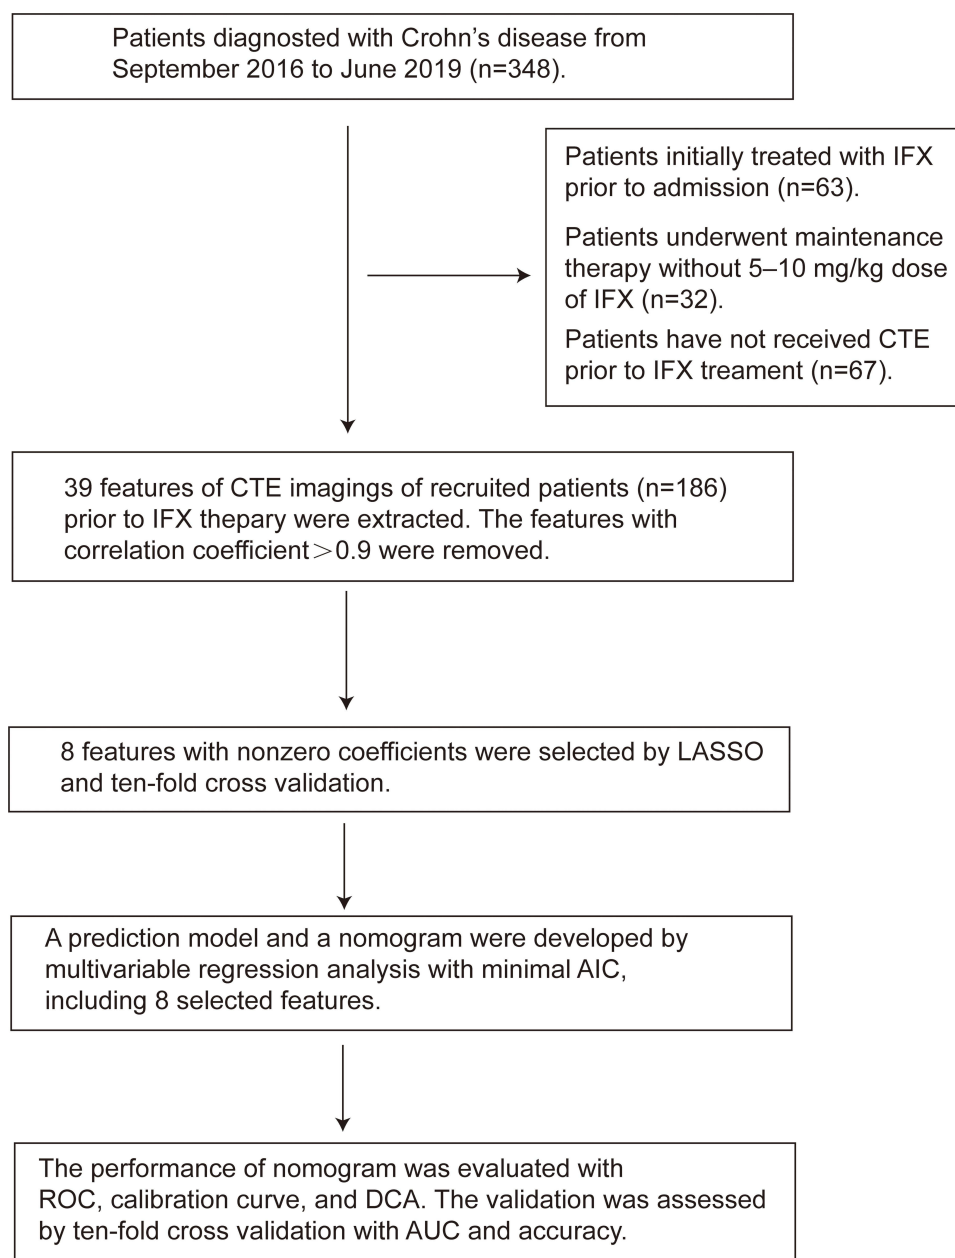 Patients diagnosed with Crohn’s disease from
September 2016 to June 2019 (n=348).
Patients initially treated with IFX
prior to admission (n=63).
Patients underwent maintenance
therapy without 5–10 mg/kg dose
of IFX (n=32).
Patients have not received CTE
prior to IFX treament (n=67).
39 features of CTE imagings of recruited patients (n=186)
prior to IFX thepary were extracted. The features with
correlation coefficient＞0.9 were removed.
8 features with nonzero coefficients were selected by LASSO
and ten-fold cross validation.
A prediction model and a nomogram were developed by
multivariable regression analysis with minimal AIC,
including 8 selected features.
The performance of nomogram was evaluated with
ROC, calibration curve, and DCA. The validation was assessed
by ten-fold cross validation with AUC and accuracy.